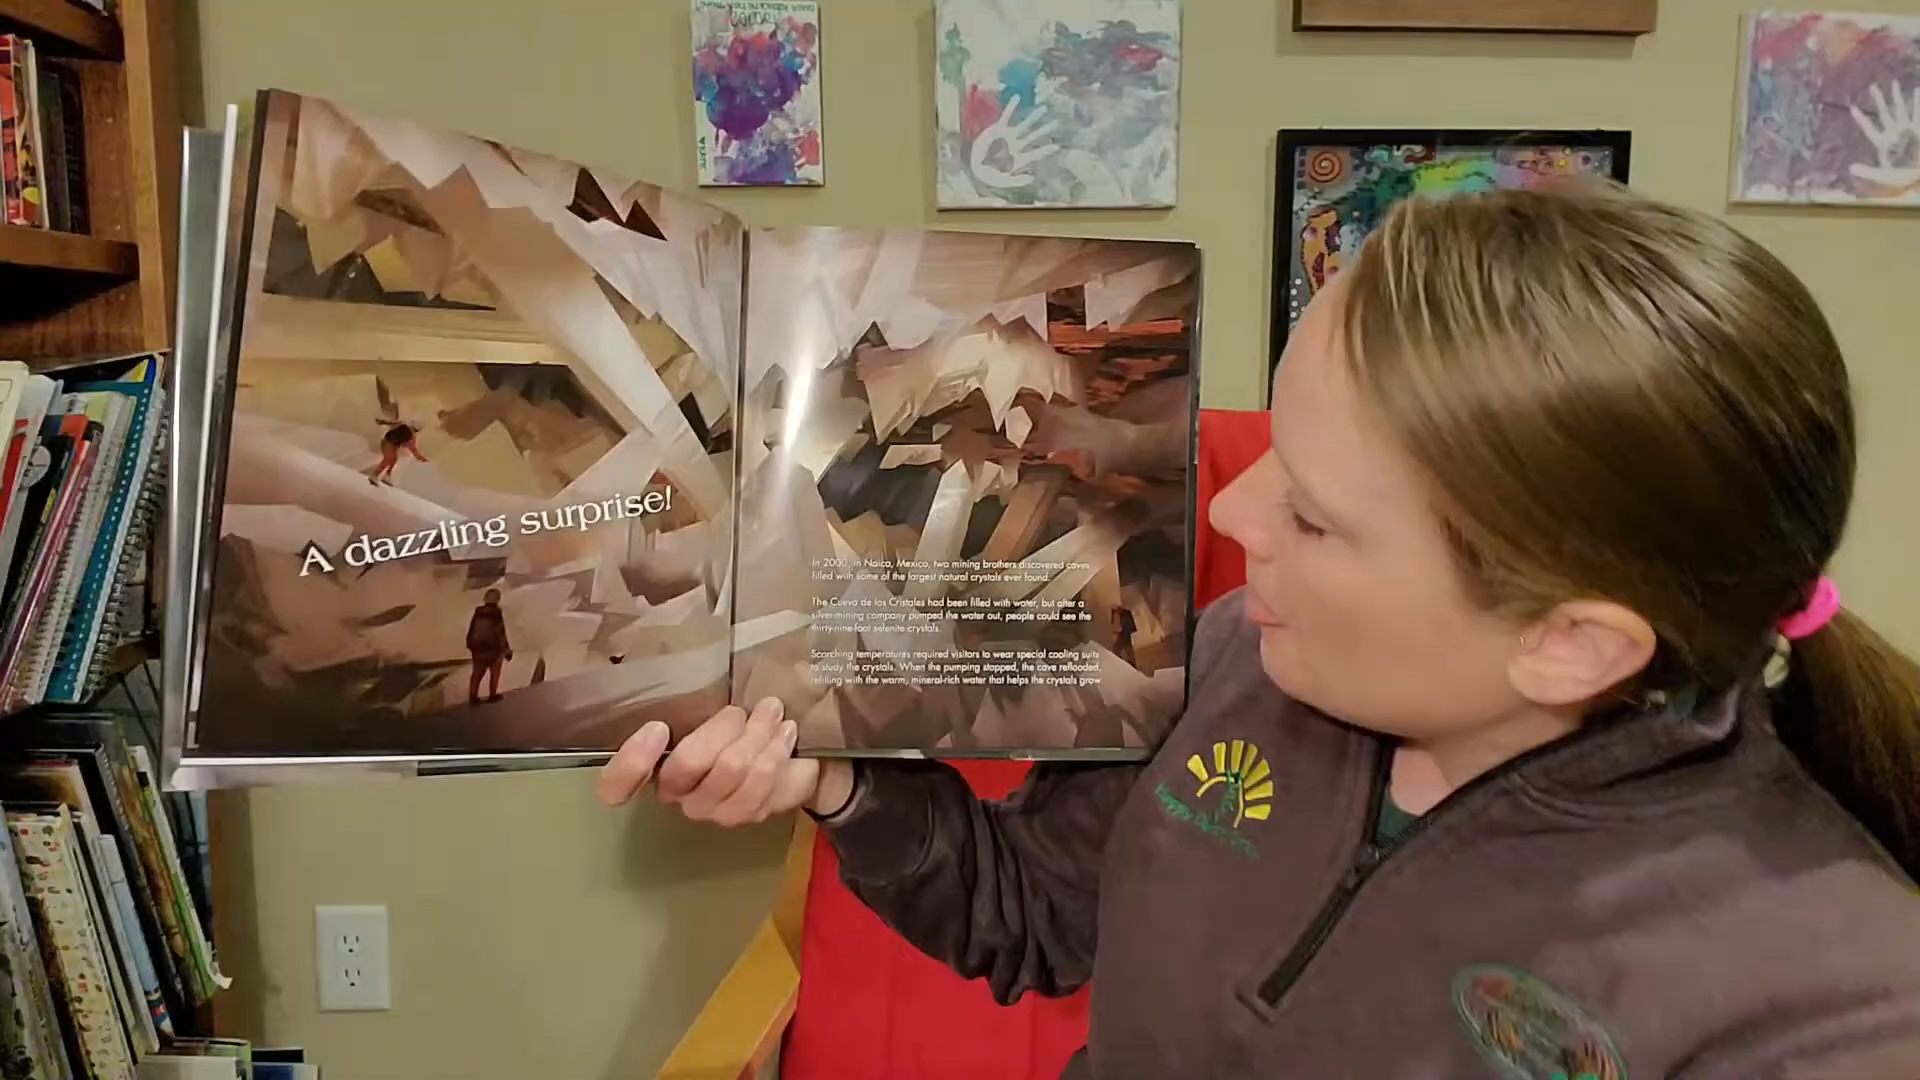 A dazzling surprise!
In 2000, in Naica, Mexico, two mining brothers discovered caves
filled with some of the largest natural crystals ever found.
The Cueva de los Cristales had been filled with water, but after a
silver-mining company pumped the water out, people could see the
thirty-nine-foot selenite crystals.
Scorching temperatures required visitors to wear special cooling suits
to study the crystals. When the pumping stopped, the cave reflooded,
refilling with the warm, mineral-rich water that helps the crystals grow.